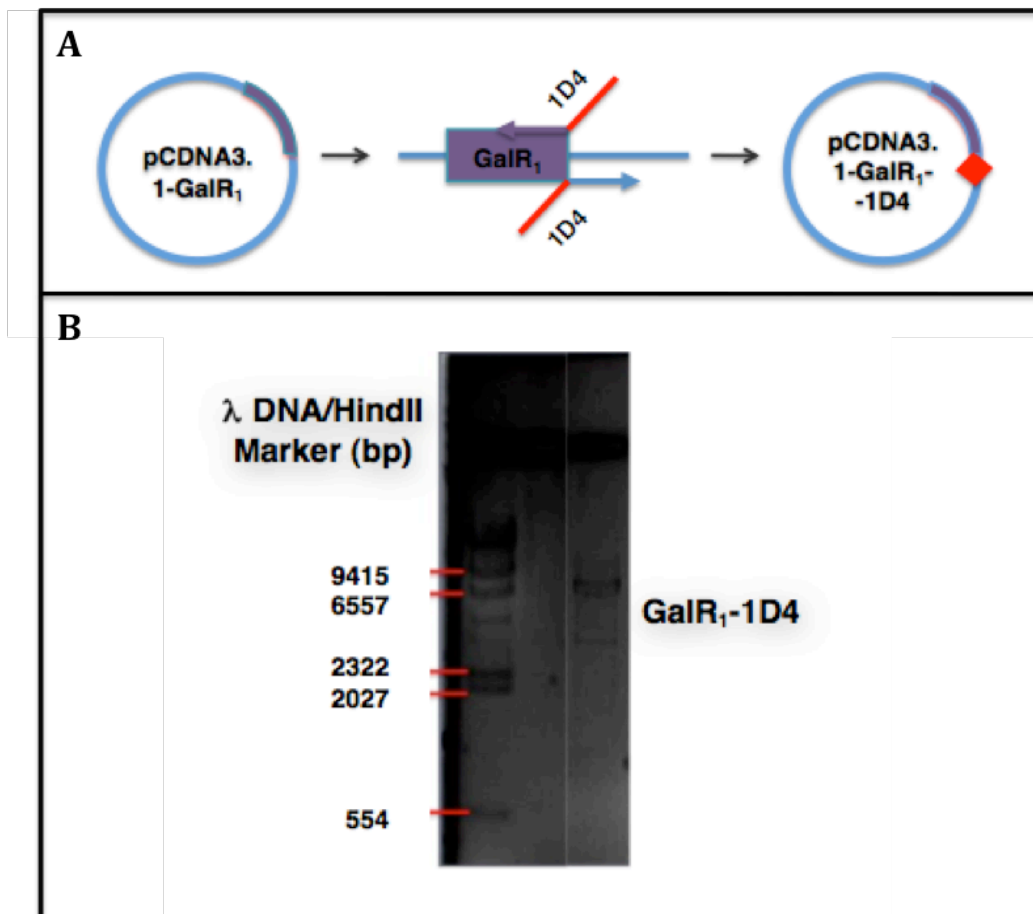 A
pCDNA3.
1-GalR₁
GalR₁
1D4
1D4
pCDNA3.
1-GalR₁-
-1D4
B
λ DNA/HindII
Marker (bp)
9415
6557
2322
2027
554
GalR₁-1D4